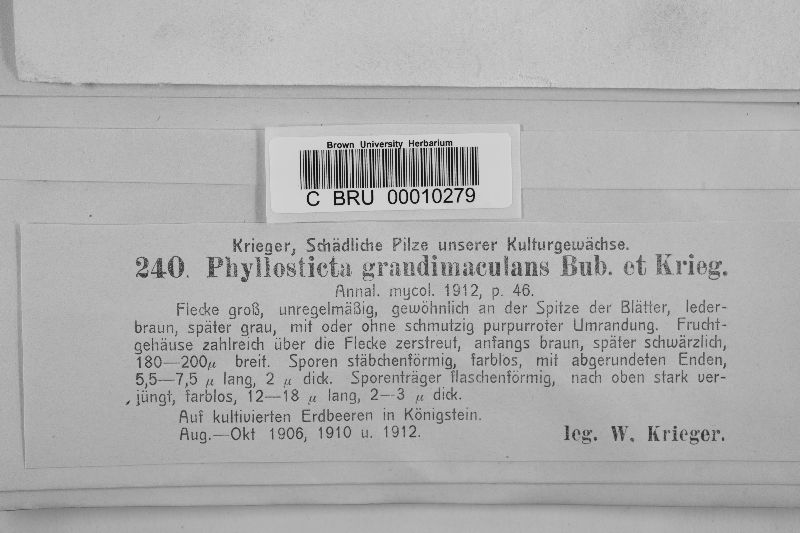 Brown University Herbarium
C BRU 00010279
Krieger, Schädliche Pilze unserer Kulturgewächse.
240. Phyllosticta grandimaculans Bub. et Krieg.
Annal. mycol. 1912, p. 46.
Flecke groß, unregelmäßig, gewöhnlich an der Spitze der Blätter, leder-
braun, später grau, mit oder ohne schmutzig purpurroter Umrandung. Frucht-
gehäuse zahlreich über die Flecke zerstreut, anfangs braun, später schwärzlich,
180—200µ breit. Sporen stäbchenförmig, farblos, mit abgerundeten Enden,
5,5—7,5 µ lang, 2 µ dick. Sporenträger flaschenförmig, nach oben stark ver-
jüngt, farblos, 12—18 µ lang, 2—3 µ dick.
Auf kultivierten Erdbeeren in Königstein.
Aug.—Okt 1906, 1910 u. 1912. leg. W. Krieger.